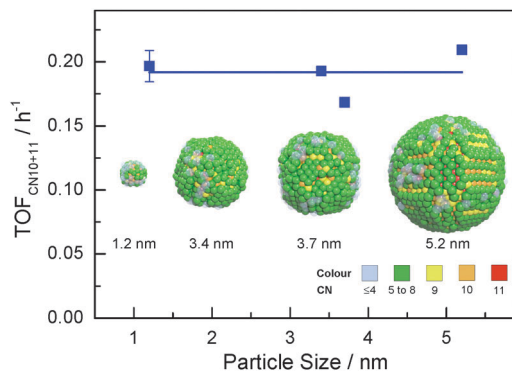 TOF CN10+11 / h-1
0.20
0.15
0.10
0.05
0.00
1.2 nm 3.4 nm 3.7 nm 5.2 nm
Colour
CN ≤4 5 to 8 9 10 11
1 2 3 4 5
Particle Size / nm